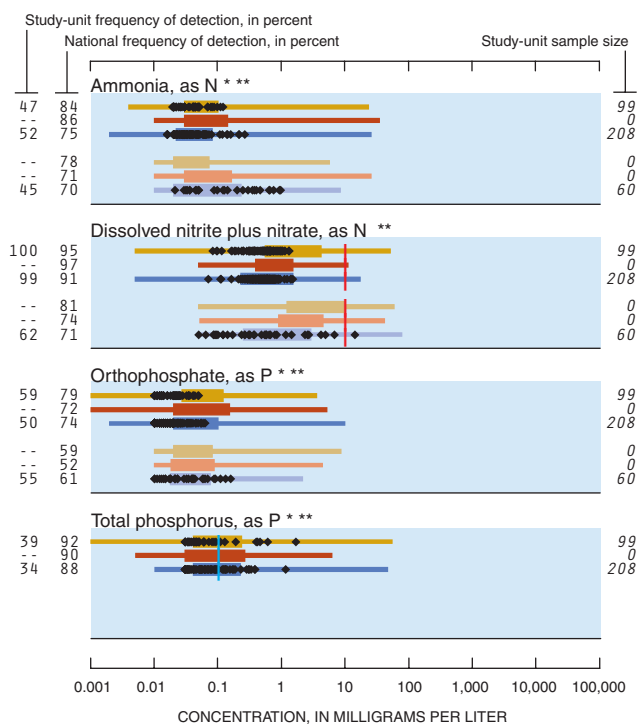 Study-unit frequency of detection, in percent
National frequency of detection, in percent
Study-unit sample size
Ammonia, as N * **
47 84 99
-- 86 0
52 75 208
-- 78 0
-- 71 0
45 70 60
Dissolved nitrite plus nitrate, as N **
100 95 99
-- 97 0
99 91 208
-- 81 0
-- 74 0
62 71 60
Orthophosphate, as P * **
59 79 99
-- 72 0
50 74 208
-- 59 0
-- 52 0
55 61 60
Total phosphorus, as P * **
39 92 99
-- 90 0
34 88 208
0.001 0.01 0.1 1 10 100 1,000 10,000 100,000
CONCENTRATION, IN MILLIGRAMS PER LITER